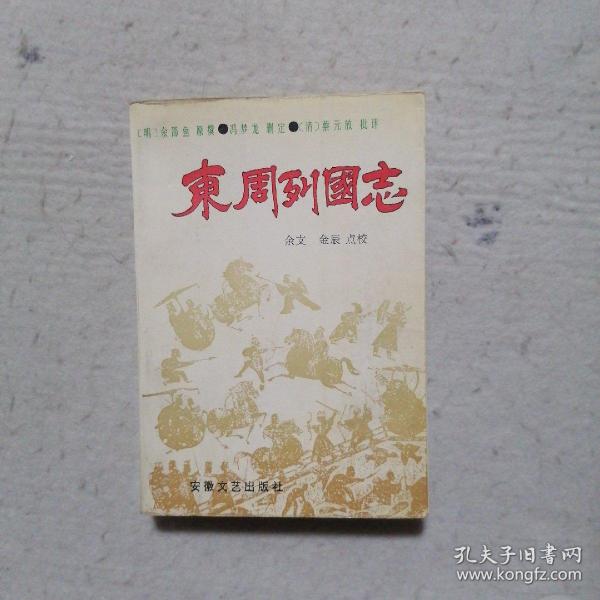 〔明〕余邵鱼 原撰●冯梦龙 删定●〔清〕蔡元放 批评
東周列國志
余文 金辰 点校
安徽文艺出版社
孔夫子旧书网
www.kongfz.com